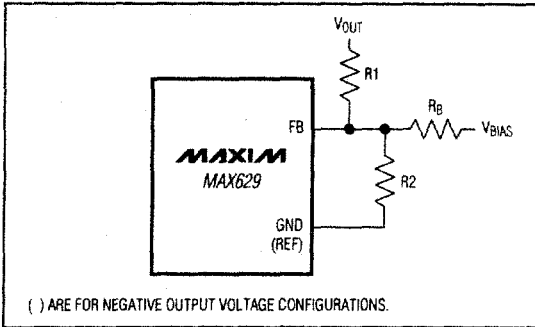 VOUT
R1
RB
FB
VBIAS
MAXIM
MAX629
R2
GND
(REF)
( ) ARE FOR NEGATIVE OUTPUT VOLTAGE CONFIGURATIONS.